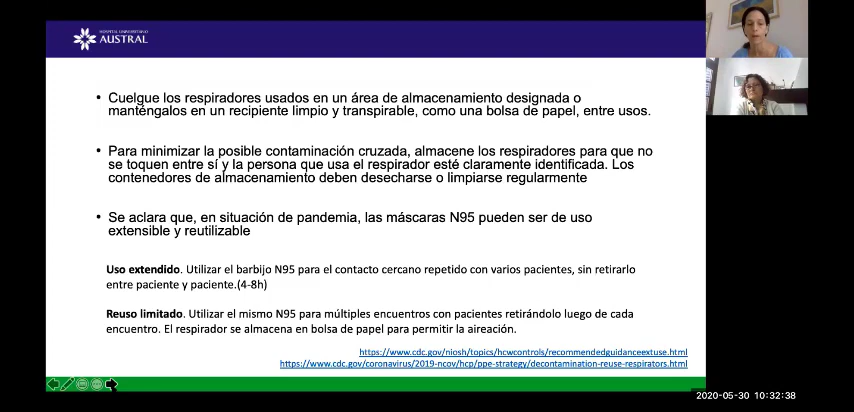 HOSPITAL UNIVERSITARIO
AUSTRAL
• Cuelgue los respiradores usados en un área de almacenamiento designada o
manténgalos en un recipiente limpio y transpirable, como una bolsa de papel, entre usos.
• Para minimizar la posible contaminación cruzada, almacene los respiradores para que no
se toquen entre sí y la persona que usa el respirador esté claramente identificada. Los
contenedores de almacenamiento deben desecharse o limpiarse regularmente
• Se aclara que, en situación de pandemia, las máscaras N95 pueden ser de uso
extensible y reutilizable
Uso extendido. Utilizar el barbijo N95 para el contacto cercano repetido con varios pacientes, sin retirarlo
entre paciente y paciente.(4-8h)
Reuso limitado. Utilizar el mismo N95 para múltiples encuentros con pacientes retirándolo luego de cada
encuentro. El respirador se almacena en bolsa de papel para permitir la aireación.
https://www.cdc.gov/niosh/topics/hcwcontrols/recommendedguidanceextuse.html
https://www.cdc.gov/coronavirus/2019-ncov/hcp/ppe-strategy/decontamination-reuse-respirators.html
2020-05-30 10:32:38